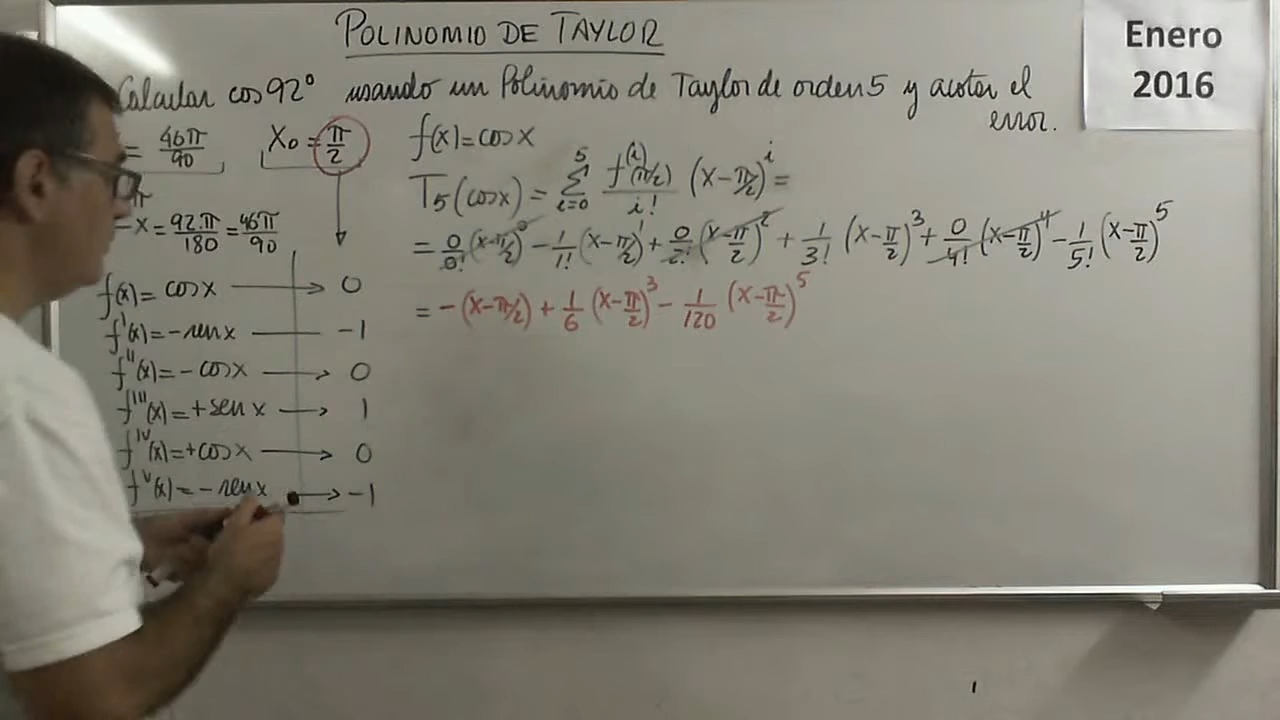 POLINOMIO DE TAYLOR
Enero
2016
Calcular cos 92° usando un Polinomio de Taylor de orden 5 y acotar el
error.
= 46π/90 X₀ = π/2
π
- x = 92·π/180 = 46π/90
f(x) = cos x → 0
f'(x) = -sen x — -1
f''(x) = -cos x → 0
f'''(x) = +sen x → 1
f^IV(x) = +cos x → 0
f^V(x) = -sen x → -1
f(x) = cos x
T₅(cos x) = Σ_{i=0}^{5} f^(i)(π/2)/i! (x-π/2)^i =
= 0/0! (x-π/2)^0 - 1/1! (x-π/2)^1 + 0/2! (x-π/2)^2 + 1/3! (x-π/2)^3 + 0/4! (x-π/2)^4 - 1/5! (x-π/2)^5
= -(x-π/2) + 1/6 (x-π/2)^3 - 1/120 (x-π/2)^5